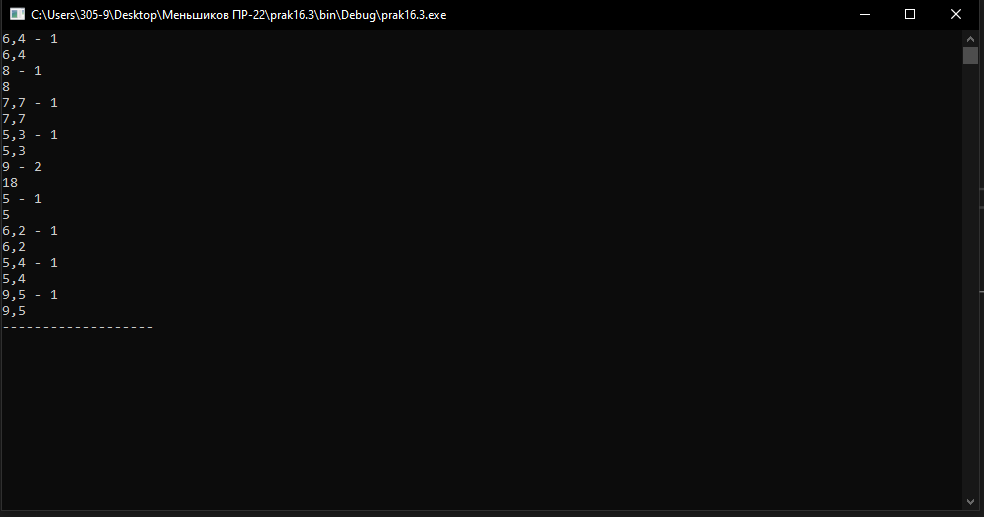 C:\Users\305-9\Desktop\Меньшиков ПР-22\prak16.3\bin\Debug\prak16.3.exe
6,4 - 1
6,4
8 - 1
8
7,7 - 1
7,7
5,3 - 1
5,3
9 - 2
18
5 - 1
5
6,2 - 1
6,2
5,4 - 1
5,4
9,5 - 1
9,5
-------------------